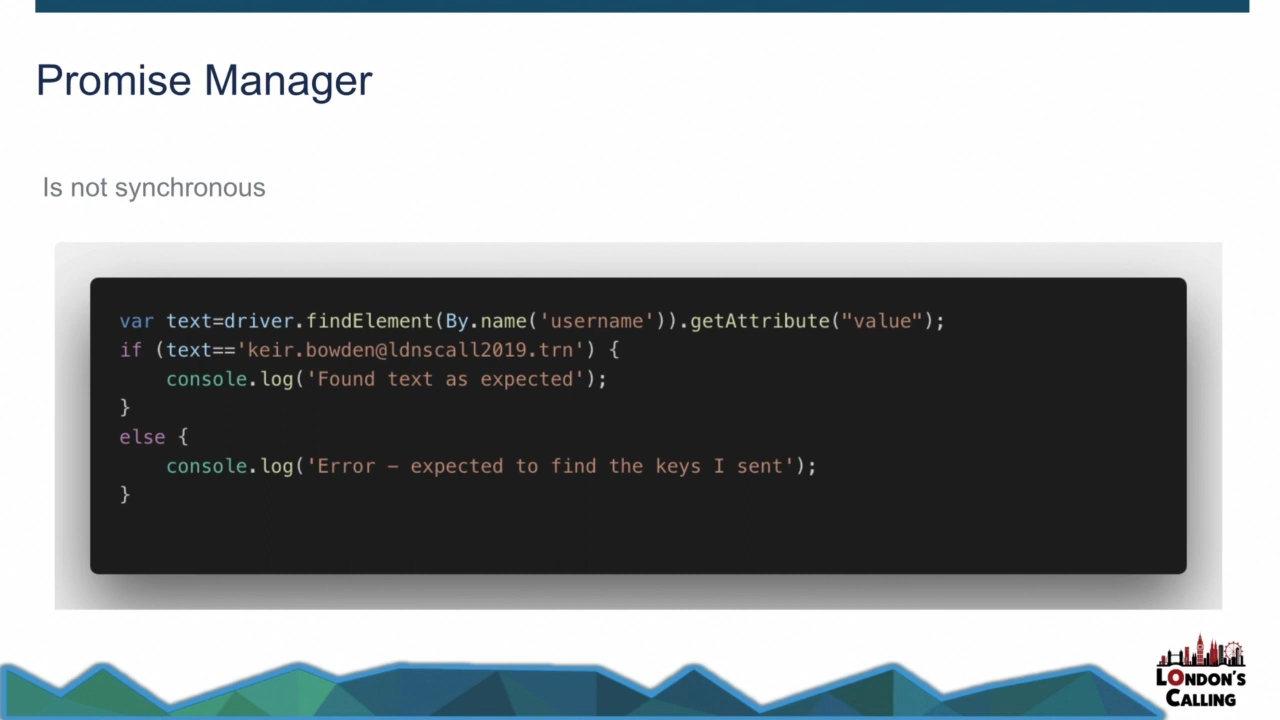 Promise Manager
Is not synchronous
var text=driver.findElement(By.name('username')).getAttribute("value");
if (text=='keir.bowden@ldnscall2019.trn') {
    console.log('Found text as expected');
}
else {
    console.log('Error – expected to find the keys I sent');
}
LONDON'S
CALLING